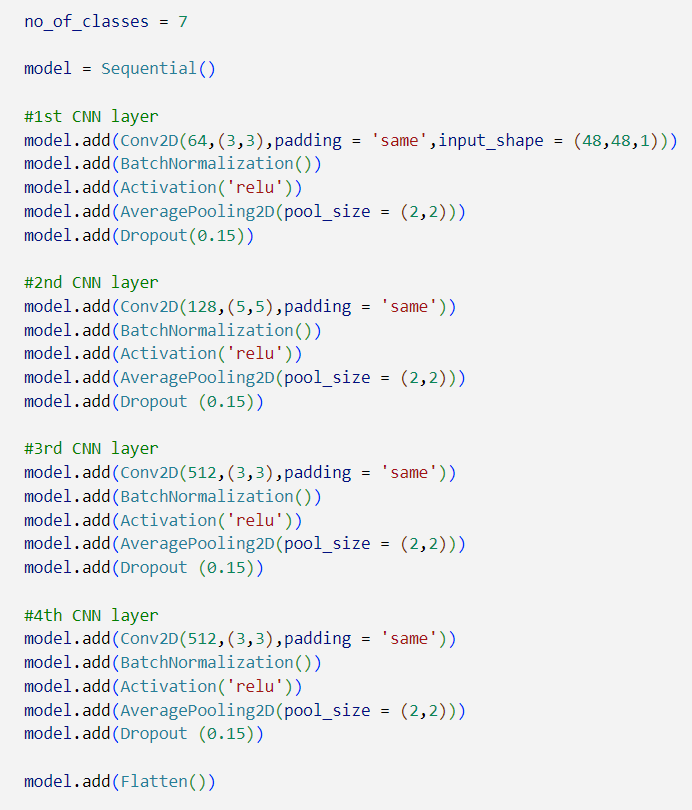 no_of_classes = 7
model = Sequential()
#1st CNN layer
model.add(Conv2D(64,(3,3),padding = 'same',input_shape = (48,48,1)))
model.add(BatchNormalization())
model.add(Activation('relu'))
model.add(AveragePooling2D(pool_size = (2,2)))
model.add(Dropout(0.15))
#2nd CNN layer
model.add(Conv2D(128,(5,5),padding = 'same'))
model.add(BatchNormalization())
model.add(Activation('relu'))
model.add(AveragePooling2D(pool_size = (2,2)))
model.add(Dropout (0.15))
#3rd CNN layer
model.add(Conv2D(512,(3,3),padding = 'same'))
model.add(BatchNormalization())
model.add(Activation('relu'))
model.add(AveragePooling2D(pool_size = (2,2)))
model.add(Dropout (0.15))
#4th CNN layer
model.add(Conv2D(512,(3,3),padding = 'same'))
model.add(BatchNormalization())
model.add(Activation('relu'))
model.add(AveragePooling2D(pool_size = (2,2)))
model.add(Dropout (0.15))
model.add(Flatten())